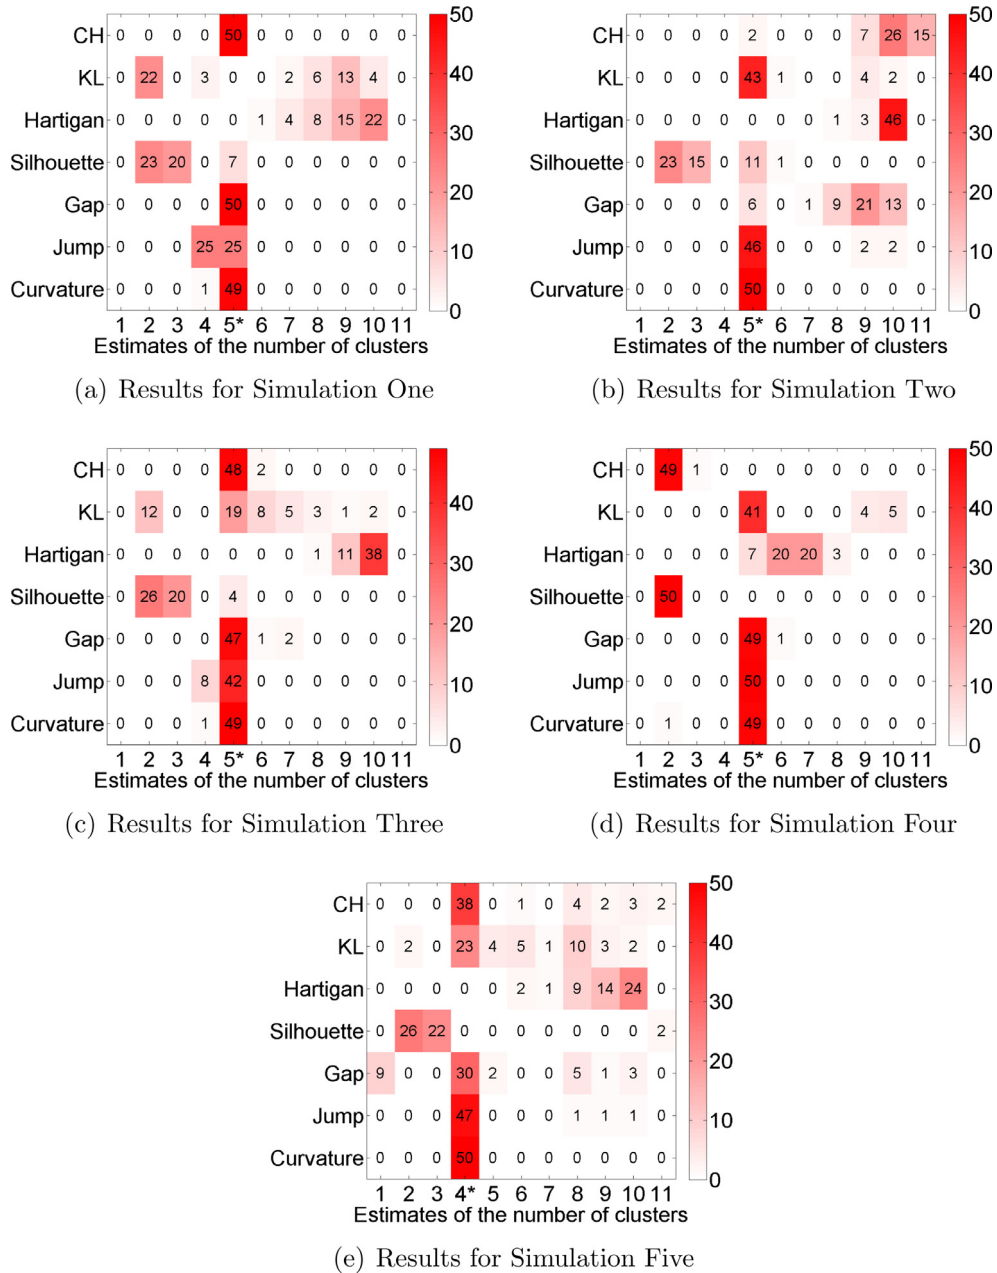 CH 0 0 0 0 50 0 0 0 0 0 0
KL 0 22 0 3 0 0 2 6 13 4 0
Hartigan 0 0 0 0 0 1 4 8 15 22 0
Silhouette 0 23 20 0 7 0 0 0 0 0 0
Gap 0 0 0 0 50 0 0 0 0 0 0
Jump 0 0 0 25 25 0 0 0 0 0 0
Curvature 0 0 0 1 49 0 0 0 0 0 0
1 2 3 4 5* 6 7 8 9 10 11
Estimates of the number of clusters
50
40
30
20
10
0
(a) Results for Simulation One
CH 0 0 0 0 2 0 0 0 7 26 15
KL 0 0 0 0 43 1 0 0 4 2 0
Hartigan 0 0 0 0 0 0 0 1 3 46 0
Silhouette 0 23 15 0 11 1 0 0 0 0 0
Gap 0 0 0 0 6 0 1 9 21 13 0
Jump 0 0 0 0 46 0 0 0 2 2 0
Curvature 0 0 0 0 50 0 0 0 0 0 0
1 2 3 4 5* 6 7 8 9 10 11
Estimates of the number of clusters
50
40
30
20
10
0
(b) Results for Simulation Two
CH 0 0 0 0 48 2 0 0 0 0 0
KL 0 12 0 0 19 8 5 3 1 2 0
Hartigan 0 0 0 0 0 0 0 1 11 38 0
Silhouette 0 26 20 0 4 0 0 0 0 0 0
Gap 0 0 0 0 47 1 2 0 0 0 0
Jump 0 0 0 8 42 0 0 0 0 0 0
Curvature 0 0 0 1 49 0 0 0 0 0 0
1 2 3 4 5* 6 7 8 9 10 11
Estimates of the number of clusters
40
30
20
10
0
(c) Results for Simulation Three
CH 0 49 1 0 0 0 0 0 0 0 0
KL 0 0 0 0 41 0 0 0 4 5 0
Hartigan 0 0 0 0 7 20 20 3 0 0 0
Silhouette 0 50 0 0 0 0 0 0 0 0 0
Gap 0 0 0 0 49 1 0 0 0 0 0
Jump 0 0 0 0 50 0 0 0 0 0 0
Curvature 0 1 0 0 49 0 0 0 0 0 0
1 2 3 4 5* 6 7 8 9 10 11
Estimates of the number of clusters
50
40
30
20
10
0
(d) Results for Simulation Four
CH 0 0 0 38 0 1 0 4 2 3 2
KL 0 2 0 23 4 5 1 10 3 2 0
Hartigan 0 0 0 0 0 2 1 9 14 24 0
Silhouette 0 26 22 0 0 0 0 0 0 0 2
Gap 9 0 0 30 2 0 0 5 1 3 0
Jump 0 0 0 47 0 0 0 1 1 1 0
Curvature 0 0 0 50 0 0 0 0 0 0 0
1 2 3 4* 5 6 7 8 9 10 11
Estimates of the number of clusters
50
40
30
20
10
0
(e) Results for Simulation Five